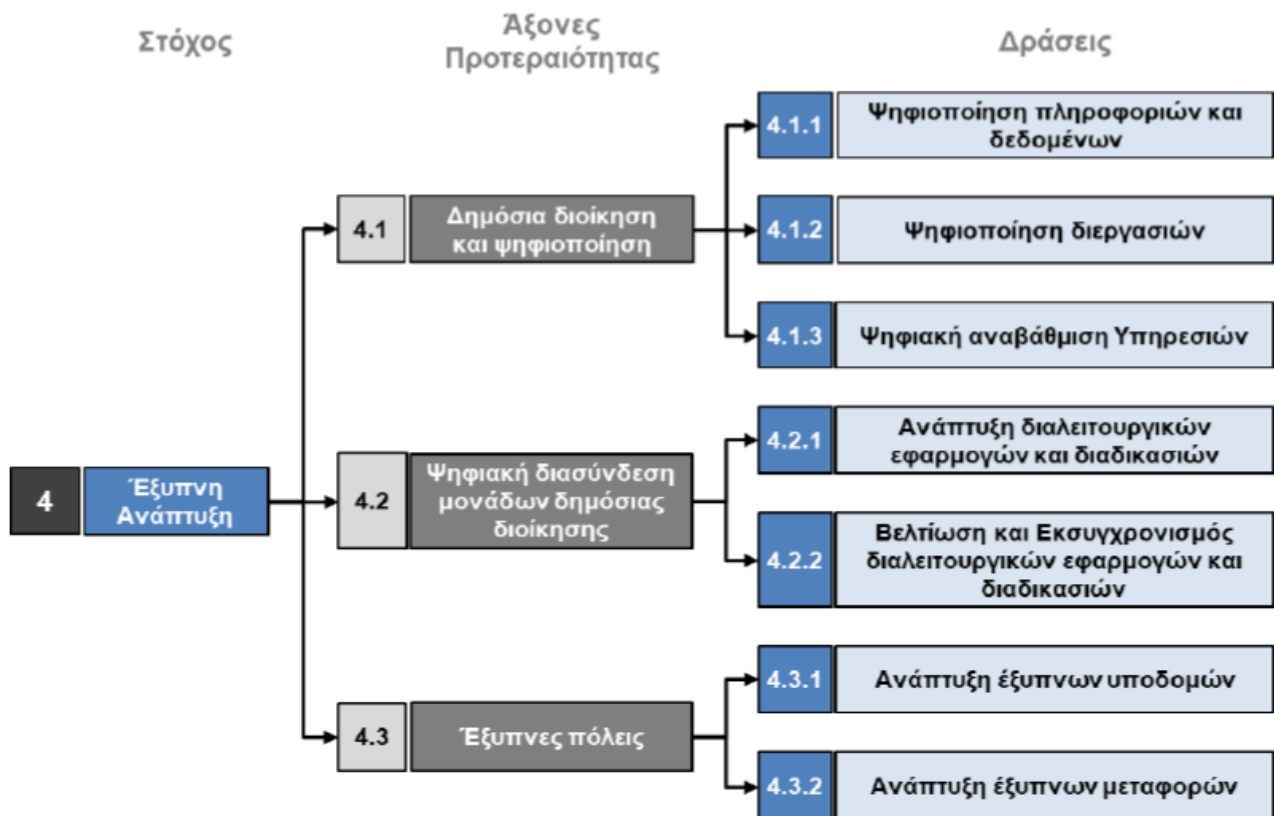 Στόχος
Άξονες
Προτεραιότητας
Δράσεις
4
Έξυπνη
Ανάπτυξη
4.1
Δημόσια διοίκηση
και ψηφιοποίηση
4.1.1
Ψηφιοποίηση πληροφοριών και
δεδομένων
4.1.2
Ψηφιοποίηση διεργασιών
4.1.3
Ψηφιακή αναβάθμιση Υπηρεσιών
4.2
Ψηφιακή διασύνδεση
μονάδων δημόσιας
διοίκησης
4.2.1
Ανάπτυξη διαλειτουργικών
εφαρμογών και διαδικασιών
4.2.2
Βελτίωση και Εκσυγχρονισμός
διαλειτουργικών εφαρμογών και
διαδικασιών
4.3
Έξυπνες πόλεις
4.3.1
Ανάπτυξη έξυπνων υποδομών
4.3.2
Ανάπτυξη έξυπνων μεταφορών